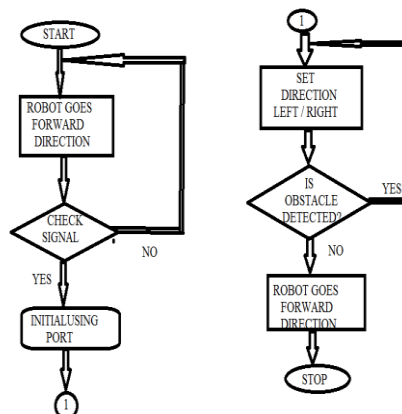 START
ROBOT GOES
FORWARD
DIRECTION
CHECK
SIGNAL
NO
YES
INITIALUSING
PORT
1
1
SET
DIRECTION
LEFT / RIGHT
IS
OBSTACLE
DETECTED?
YES
NO
ROBOT GOES
FORWARD
DIRECTION
STOP